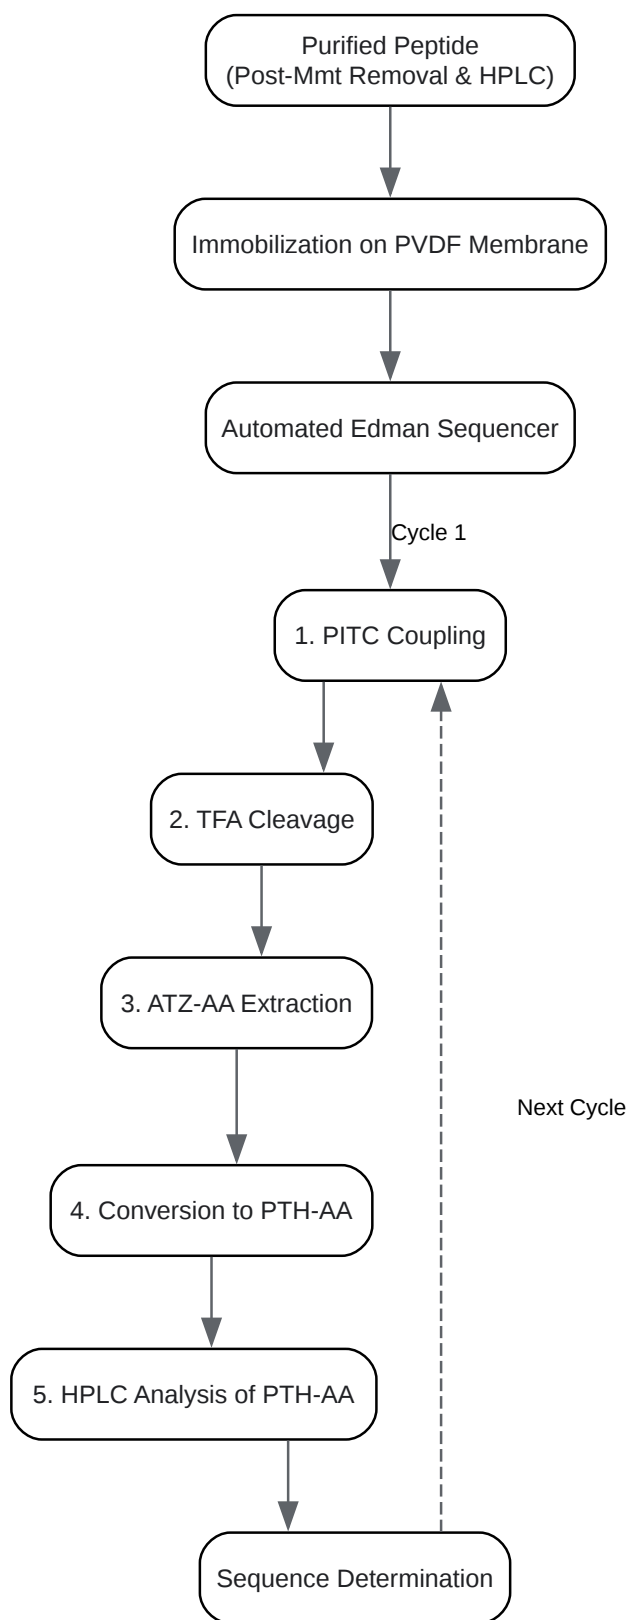 Purified Peptide
(Post-Mmt Removal & HPLC)
Immobilization on PVDF Membrane
Automated Edman Sequencer
Cycle 1
1. PITC Coupling
2. TFA Cleavage
3. ATZ-AA Extraction
Next Cycle
4. Conversion to PTH-AA
5. HPLC Analysis of PTH-AA
Sequence Determination